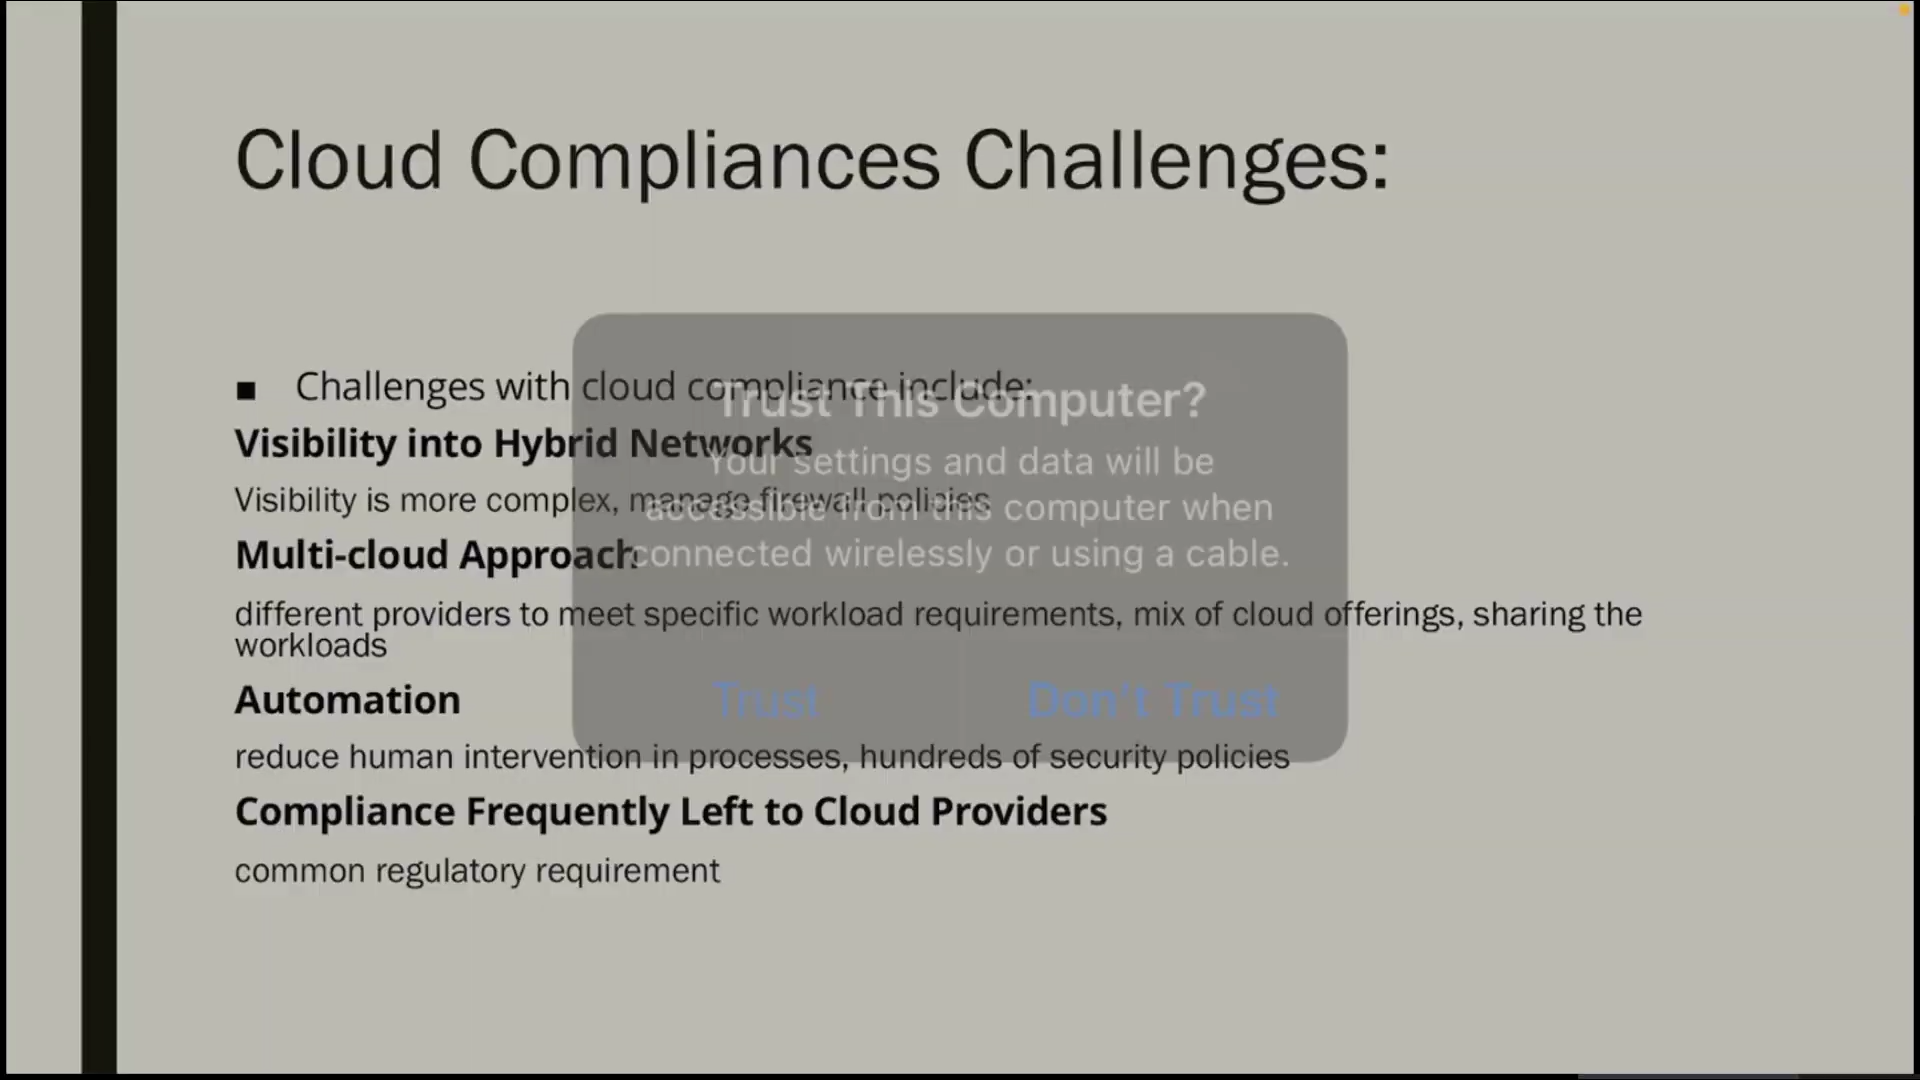 Cloud Compliances Challenges:
■ Challenges with cloud compliance include:
Visibility into Hybrid Networks
Visibility is more complex, manage firewall policies
Multi-cloud Approach
different providers to meet specific workload requirements, mix of cloud offerings, sharing the
workloads
Automation
reduce human intervention in processes, hundreds of security policies
Compliance Frequently Left to Cloud Providers
common regulatory requirement
Trust This Computer?
Your settings and data will be
accessible from this computer when
connected wirelessly or using a cable.
Trust
Don't Trust